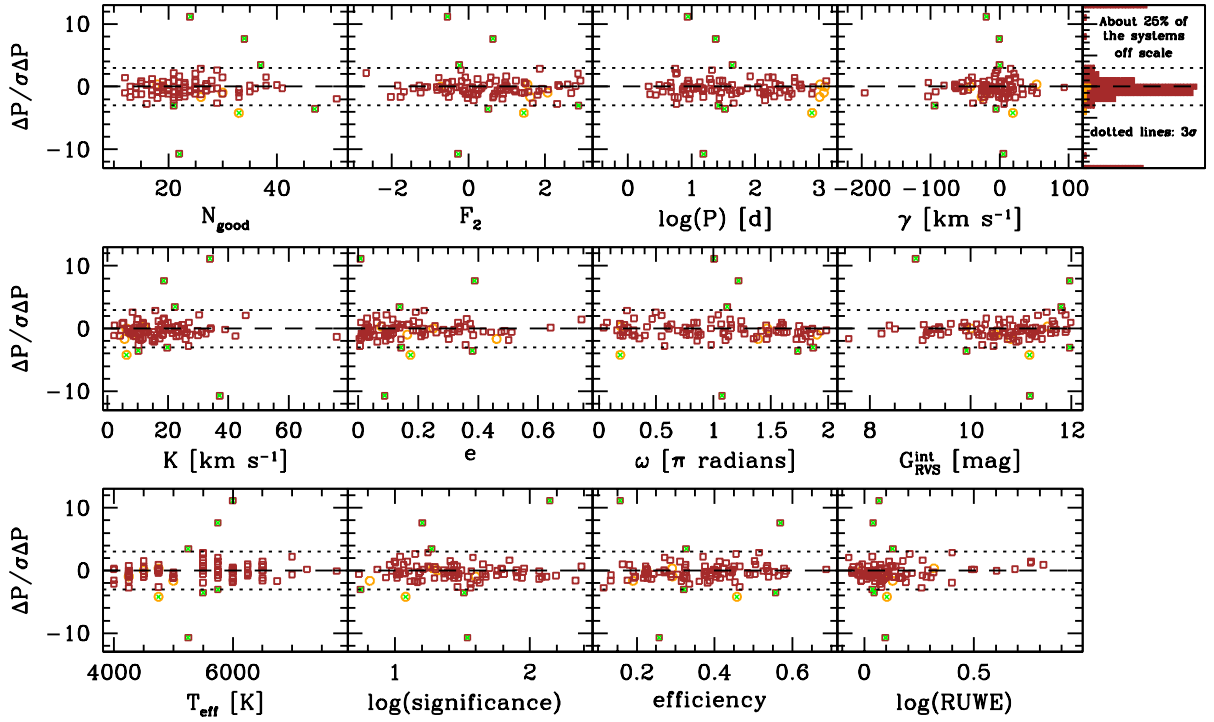 ΔP/σΔP
10
0
−10
About 25% of
the systems
off scale
dotted lines: 3σ
20 40
N_good
−2 0 2
F_2
0 1 2 3
log(P) [d]
−200 −100 0 100
γ [km s⁻¹]
ΔP/σΔP
10
0
−10
0 20 40 60
K [km s⁻¹]
0 0.2 0.4 0.6
e
0 0.5 1 1.5 2
ω [π radians]
8 10 12
G_RVS^int [mag]
ΔP/σΔP
10
0
−10
4000 6000
T_eff [K]
1 2
log(significance)
0.2 0.4 0.6
efficiency
0 0.5
log(RUWE)